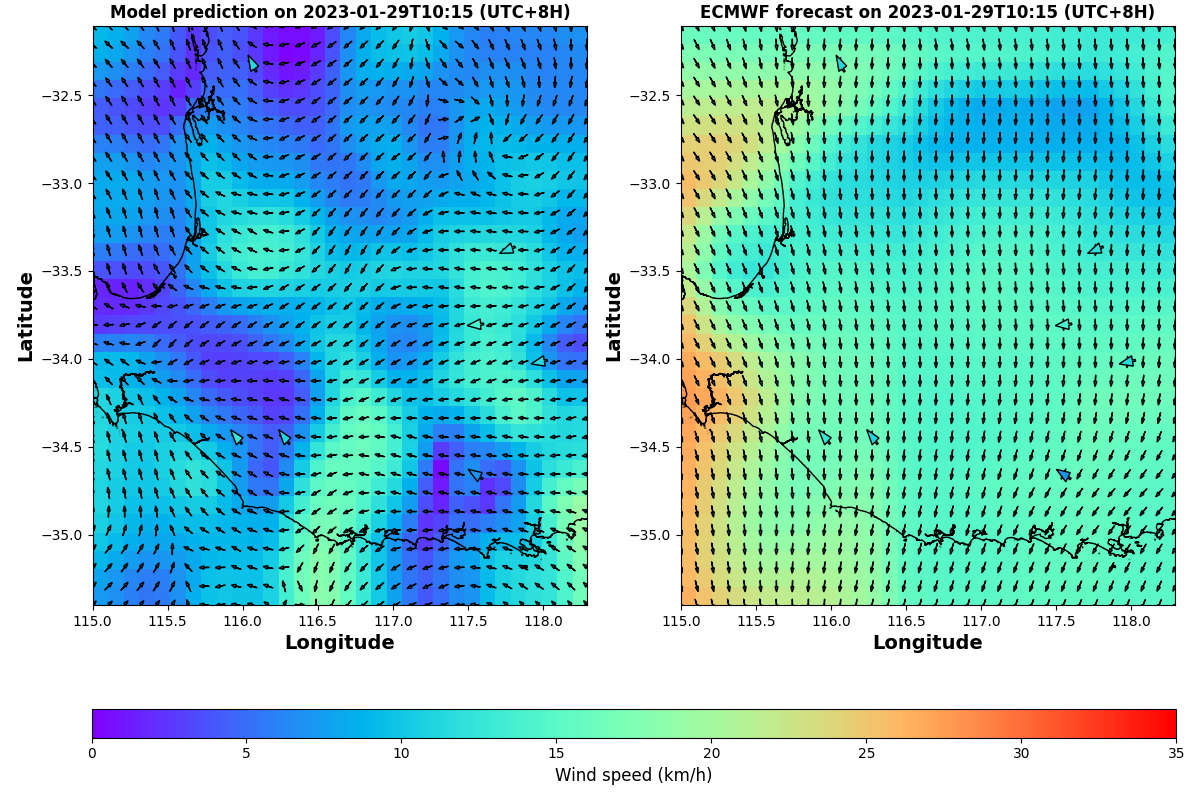 Model prediction on 2023-01-29T10:15 (UTC+8H)
ECMWF forecast on 2023-01-29T10:15 (UTC+8H)
Latitude
−32.5
−33.0
−33.5
−34.0
−34.5
−35.0
115.0 115.5 116.0 116.5 117.0 117.5 118.0
Longitude
Latitude
−32.5
−33.0
−33.5
−34.0
−34.5
−35.0
115.0 115.5 116.0 116.5 117.0 117.5 118.0
Longitude
0 5 10 15 20 25 30 35
Wind speed (km/h)